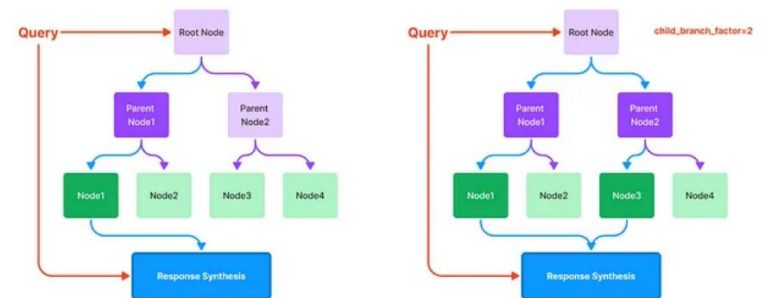 Query
Root Node
Parent
Node1
Parent
Node2
Node1
Node2
Node3
Node4
Response Synthesis
Query
Root Node
child_branch_factor=2
Parent
Node1
Parent
Node2
Node1
Node2
Node3
Node4
Response Synthesis